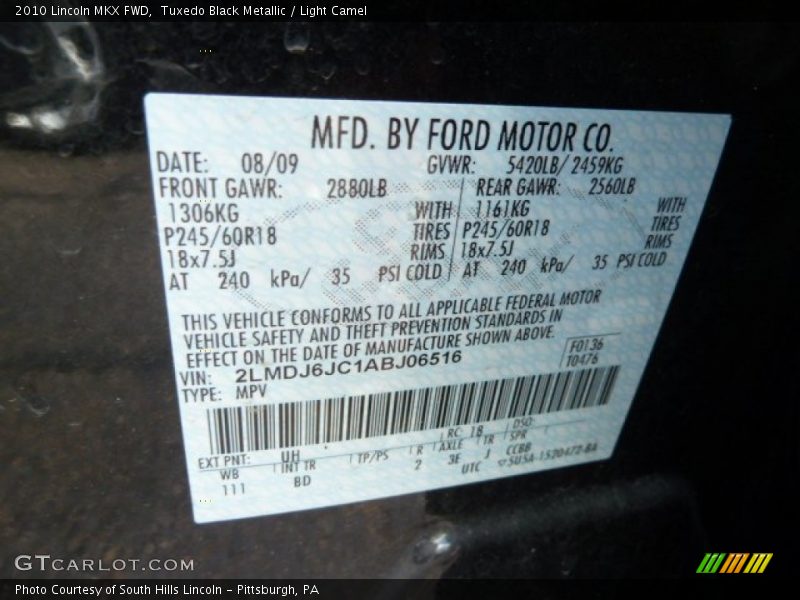 2010 Lincoln MKX FWD, Tuxedo Black Metallic / Light Camel
MFD. BY FORD MOTOR CO.
DATE: 08/09 GVWR: 5420LB/ 2459KG
FRONT GAWR: 2880LB REAR GAWR: 2560LB
1306KG WITH 1161KG WITH
P245/60R18 TIRES P245/60R18 TIRES
18x7.5J RIMS 18x7.5J RIMS
AT 240 kPa/ 35 PSI COLD AT 240 kPa/ 35 PSI COLD
THIS VEHICLE CONFORMS TO ALL APPLICABLE FEDERAL MOTOR
VEHICLE SAFETY AND THEFT PREVENTION STANDARDS IN
EFFECT ON THE DATE OF MANUFACTURE SHOWN ABOVE.
VIN: 2LMDJ6JC1ABJ06516 F0136
TYPE: MPV T0476
EXT PNT: UH RC: 18 DSO:
WB INT TR TP/PS R AXLE TR SPR
111 BD 2 3E J CCBB
UTC
GTCARLOT.COM
Photo Courtesy of South Hills Lincoln - Pittsburgh, PA